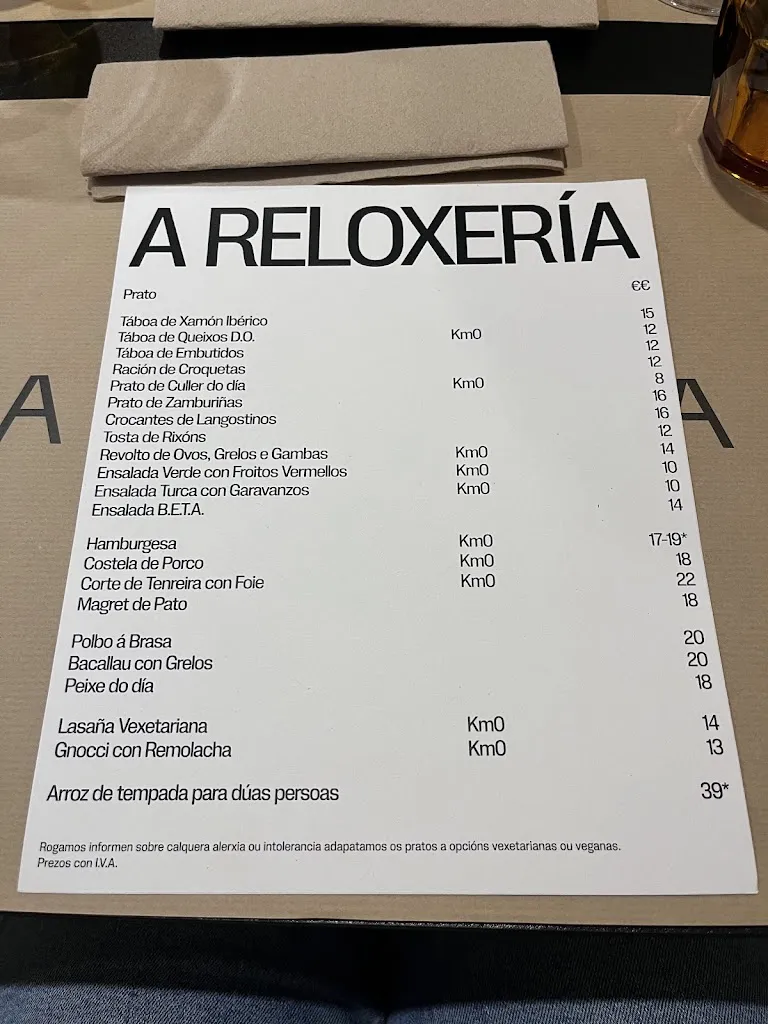 A RELOXERÍA
Prato €€
Táboa de Xamón Ibérico 15
Táboa de Queixos D.O. Km0 12
Táboa de Embutidos 12
Ración de Croquetas 12
Prato de Culler do día Km0 8
Prato de Zamburiñas 16
Crocantes de Langostinos 16
Tosta de Rixóns 12
Revolto de Ovos, Grelos e Gambas Km0 14
Ensalada Verde con Froitos Vermellos Km0 10
Ensalada Turca con Garavanzos Km0 10
Ensalada B.E.T.A. 14
Hamburgesa Km0 17-19*
Costela de Porco Km0 18
Corte de Tenreira con Foie Km0 22
Magret de Pato 18
Polbo á Brasa 20
Bacallau con Grelos 20
Peixe do día 18
Lasaña Vexetariana Km0 14
Gnocci con Remolacha Km0 13
Arroz de tempada para dúas persoas 39*
Rogamos informen sobre calquera alerxia ou intolerancia adapatamos os pratos a opcións vexetarianas ou veganas.
Prezos con I.V.A.
A A